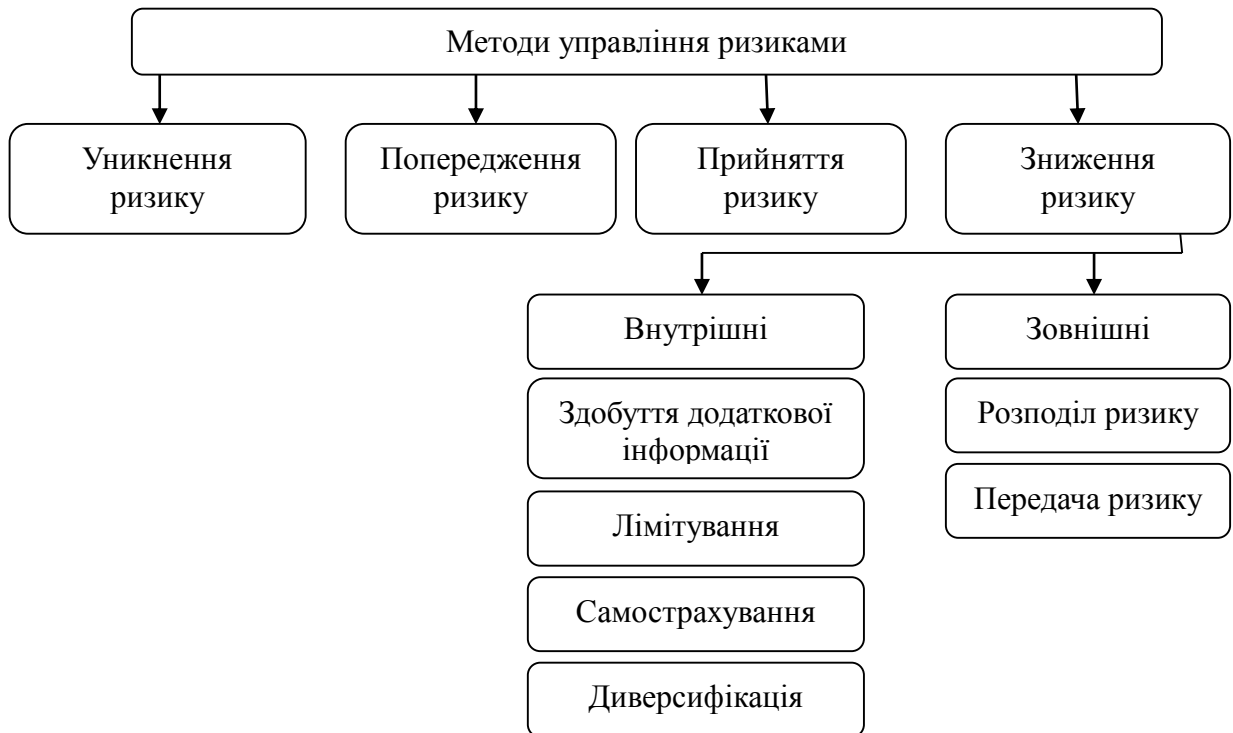 Методи управління ризиками
Уникнення
ризику
Попередження
ризику
Прийняття
ризику
Зниження
ризику
Внутрішні
Здобуття додаткової
інформації
Лімітування
Самострахування
Диверсифікація
Зовнішні
Розподіл ризику
Передача ризику